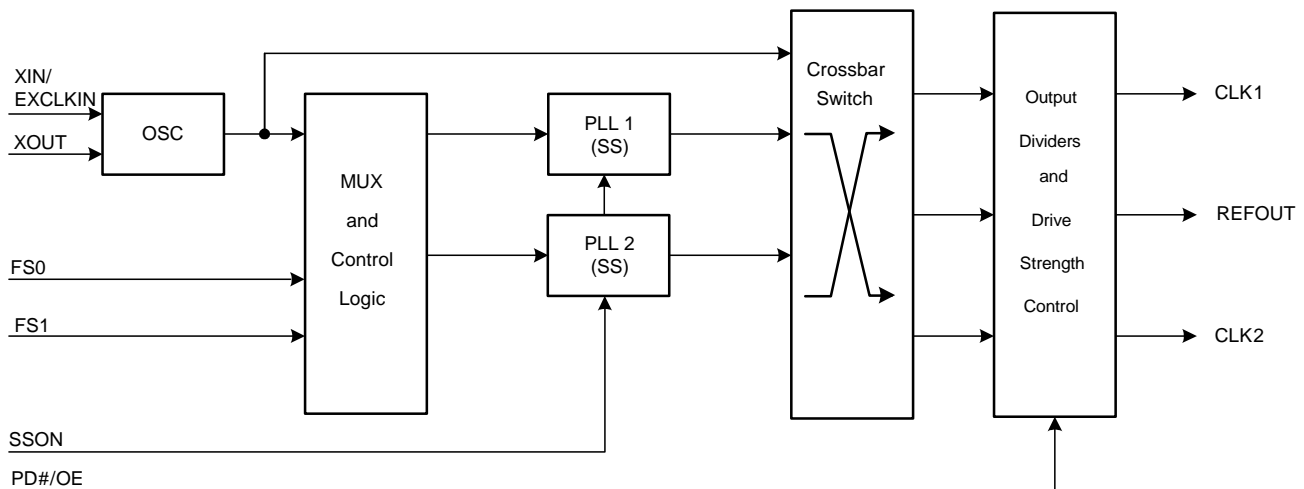 XIN/
EXCLKIN
XOUT
OSC
FS0
FS1
SSON
PD#/OE
MUX
and
Control
Logic
PLL 1
(SS)
PLL 2
(SS)
Crossbar
Switch
Output
Dividers
and
Drive
Strength
Control
CLK1
REFOUT
CLK2